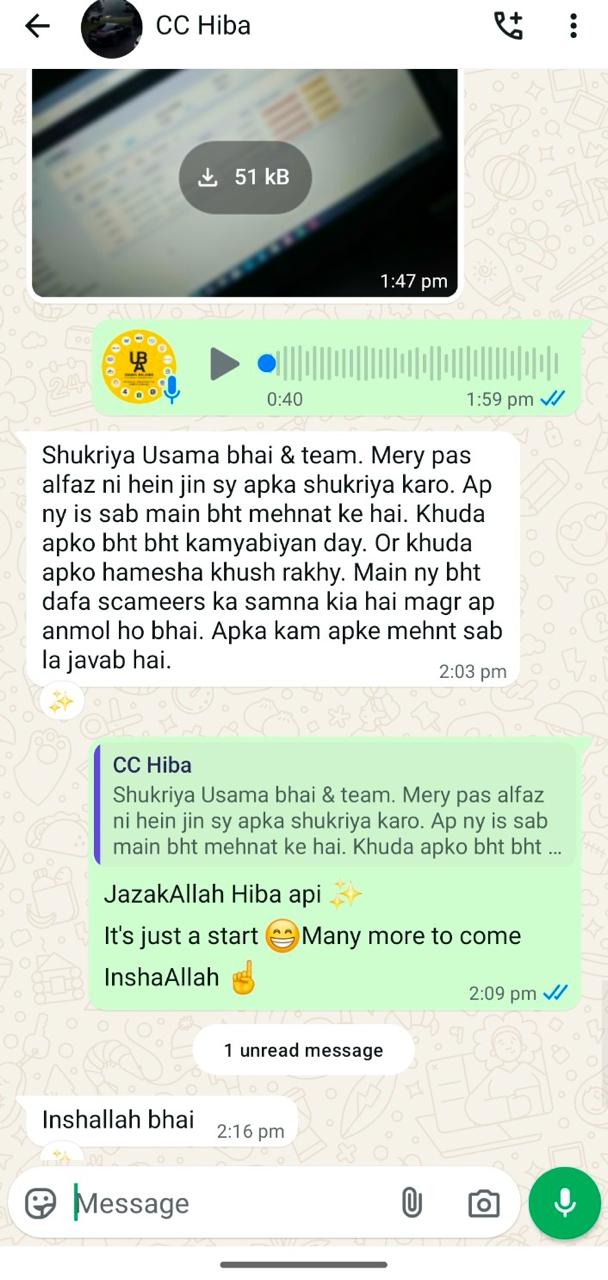 CC Hiba
51 kB
1:47 pm
UBA
0:40
1:59 pm
Shukriya Usama bhai & team. Mery pas
alfaz ni hein jin sy apka shukriya karo. Ap
ny is sab main bht mehnat ke hai. Khuda
apko bht bht kamyabiyan day. Or khuda
apko hamesha khush rakhy. Main ny bht
dafa scameers ka samna kia hai magr ap
anmol ho bhai. Apka kam apke mehnt sab
la javab hai.
2:03 pm
CC Hiba
Shukriya Usama bhai & team. Mery pas alfaz
ni hein jin sy apka shukriya karo. Ap ny is sab
main bht mehnat ke hai. Khuda apko bht bht ...
JazakAllah Hiba api ✨
It's just a start 😁Many more to come
InshaAllah ☝️
2:09 pm
1 unread message
Inshallah bhai
2:16 pm
Message